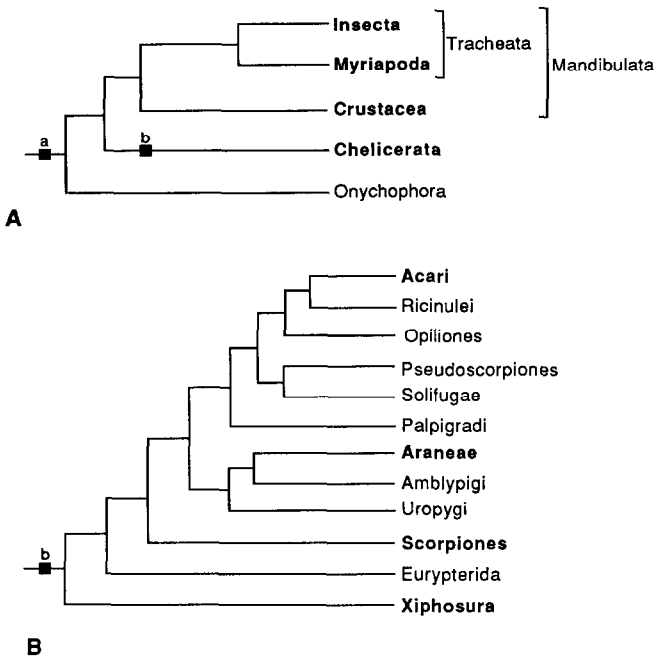 Insecta
Myriapoda
Tracheata
Mandibulata
Crustacea
a
b
Chelicerata
Onychophora
A
Acari
Ricinulei
Opiliones
Pseudoscorpiones
Solifugae
Palpigradi
Araneae
Amblypigi
Uropygi
Scorpiones
b
Eurypterida
Xiphosura
B